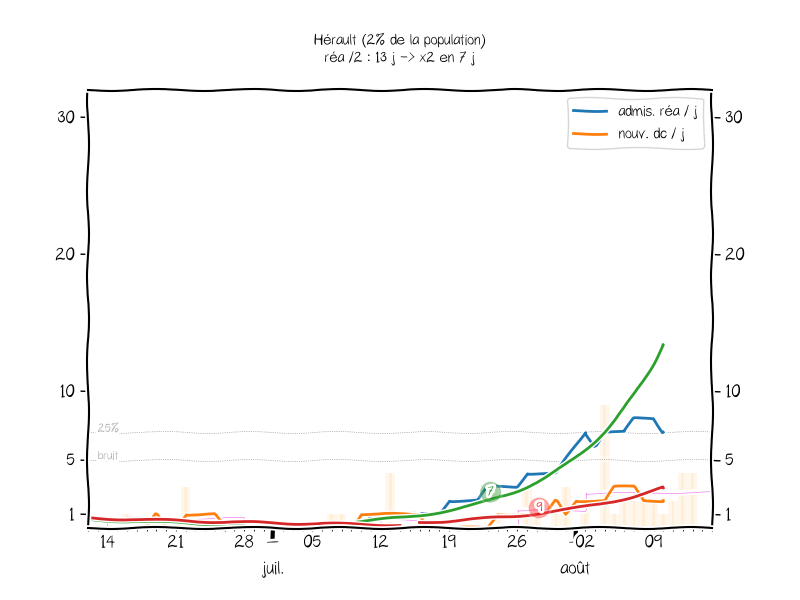 Hérault (2% de la population)
réa /2 : 13 j -> x2 en 7 j
admis. réa / j
nouv. dc / j
30
30
20
20
10
10
25%
bruit
5
5
7
9
1
1
14 21 28 05 12 19 26 02 09
juil. août